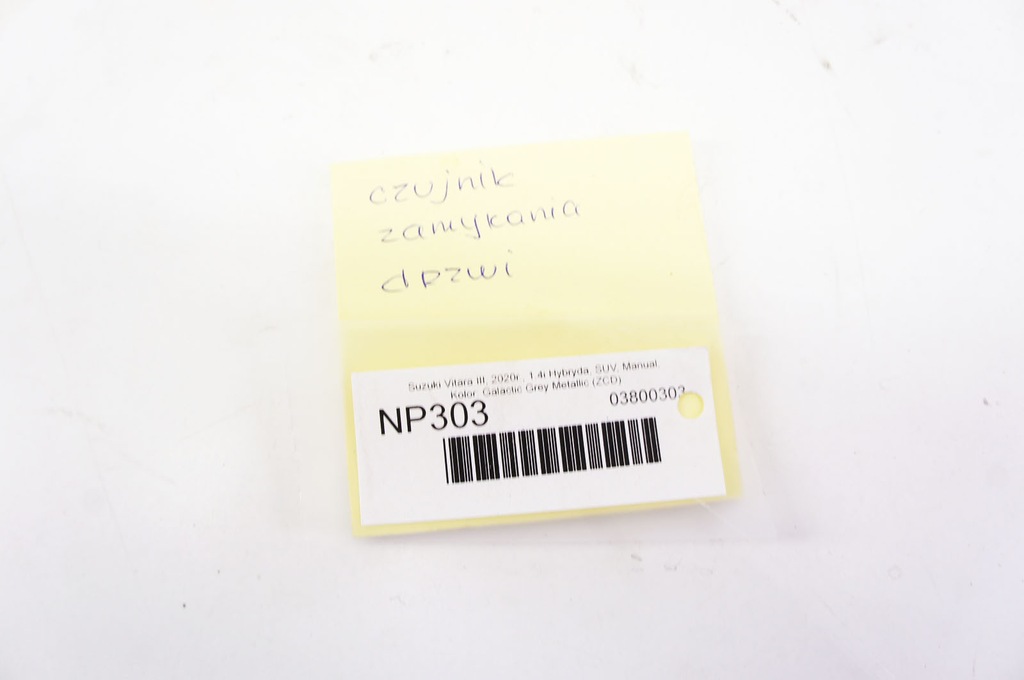 czujnik
zamykania
drzwi
Suzuki Vitara III, 2020r., 1.4i Hybryda, SUV, Manual,
Kolor: Galactic Grey Metallic (ZCD)
NP303
03800303